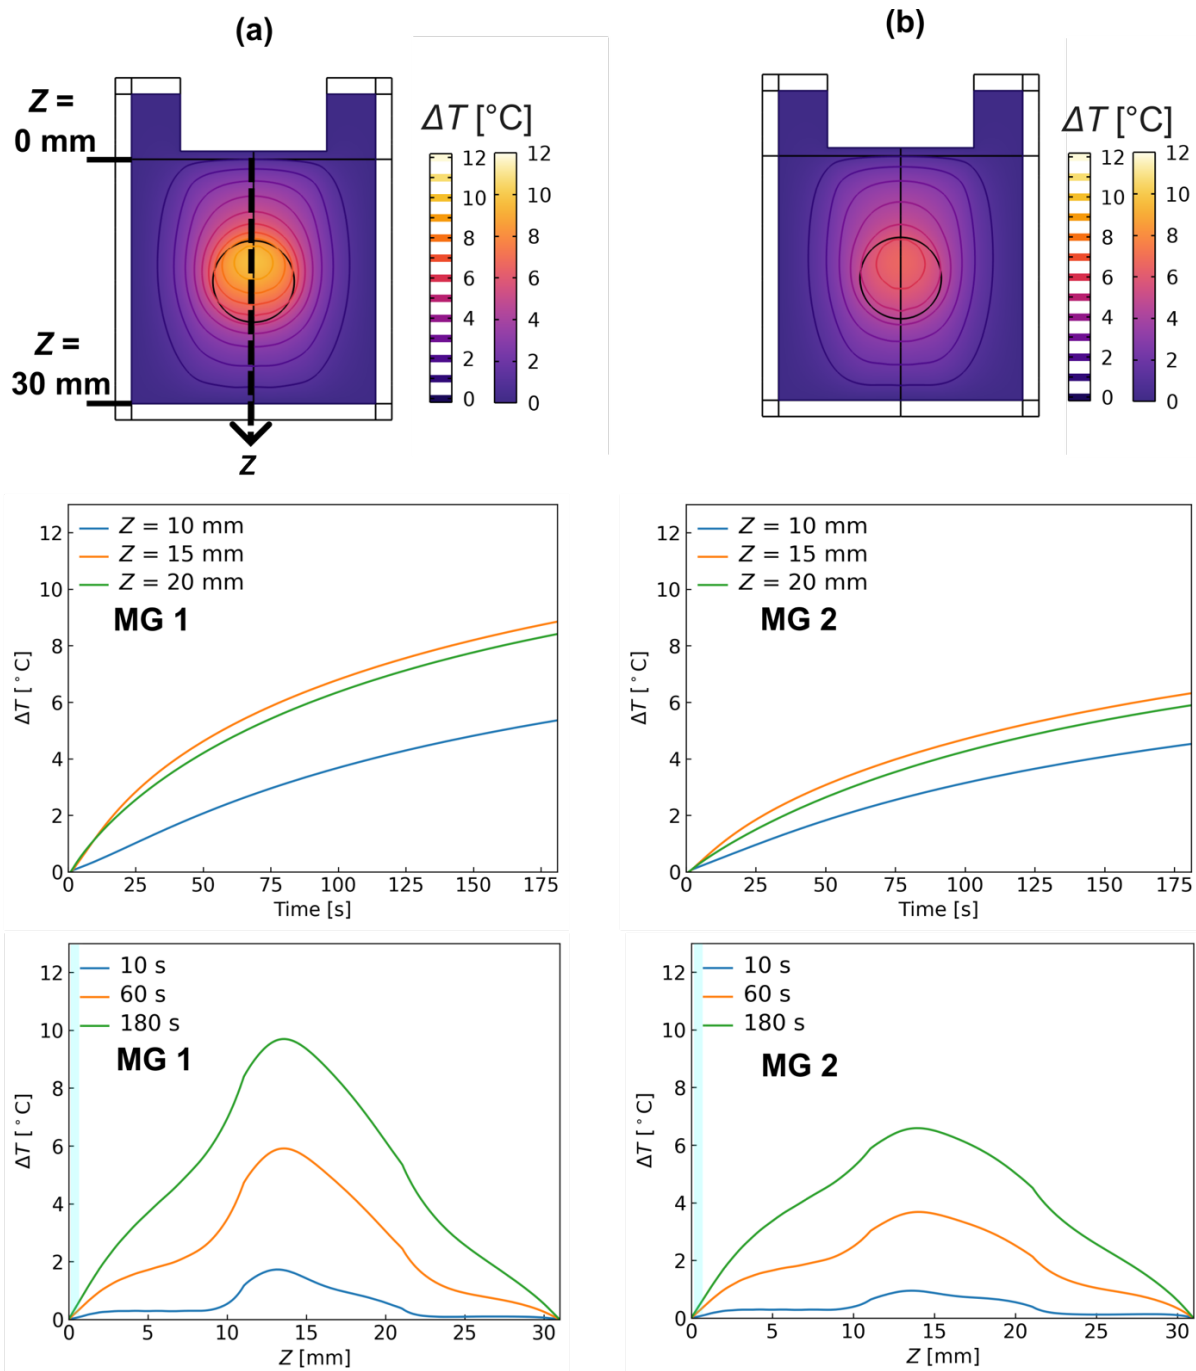 (a)
(b)
Z =
0 mm
Z =
30 mm
Z
ΔT [°C]
12
10
8
6
4
2
0
12
10
8
6
4
2
0
ΔT [°C]
12
10
8
6
4
2
0
12
10
8
6
4
2
0
Z = 10 mm
Z = 15 mm
Z = 20 mm
MG 1
ΔT [°C]
12
10
8
6
4
2
0
0 25 50 75 100 125 150 175
Time [s]
Z = 10 mm
Z = 15 mm
Z = 20 mm
MG 2
ΔT [°C]
12
10
8
6
4
2
0
0 25 50 75 100 125 150 175
Time [s]
10 s
60 s
180 s
MG 1
ΔT [°C]
12
10
8
6
4
2
0
0 5 10 15 20 25 30
Z [mm]
10 s
60 s
180 s
MG 2
ΔT [°C]
12
10
8
6
4
2
0
0 5 10 15 20 25 30
Z [mm]